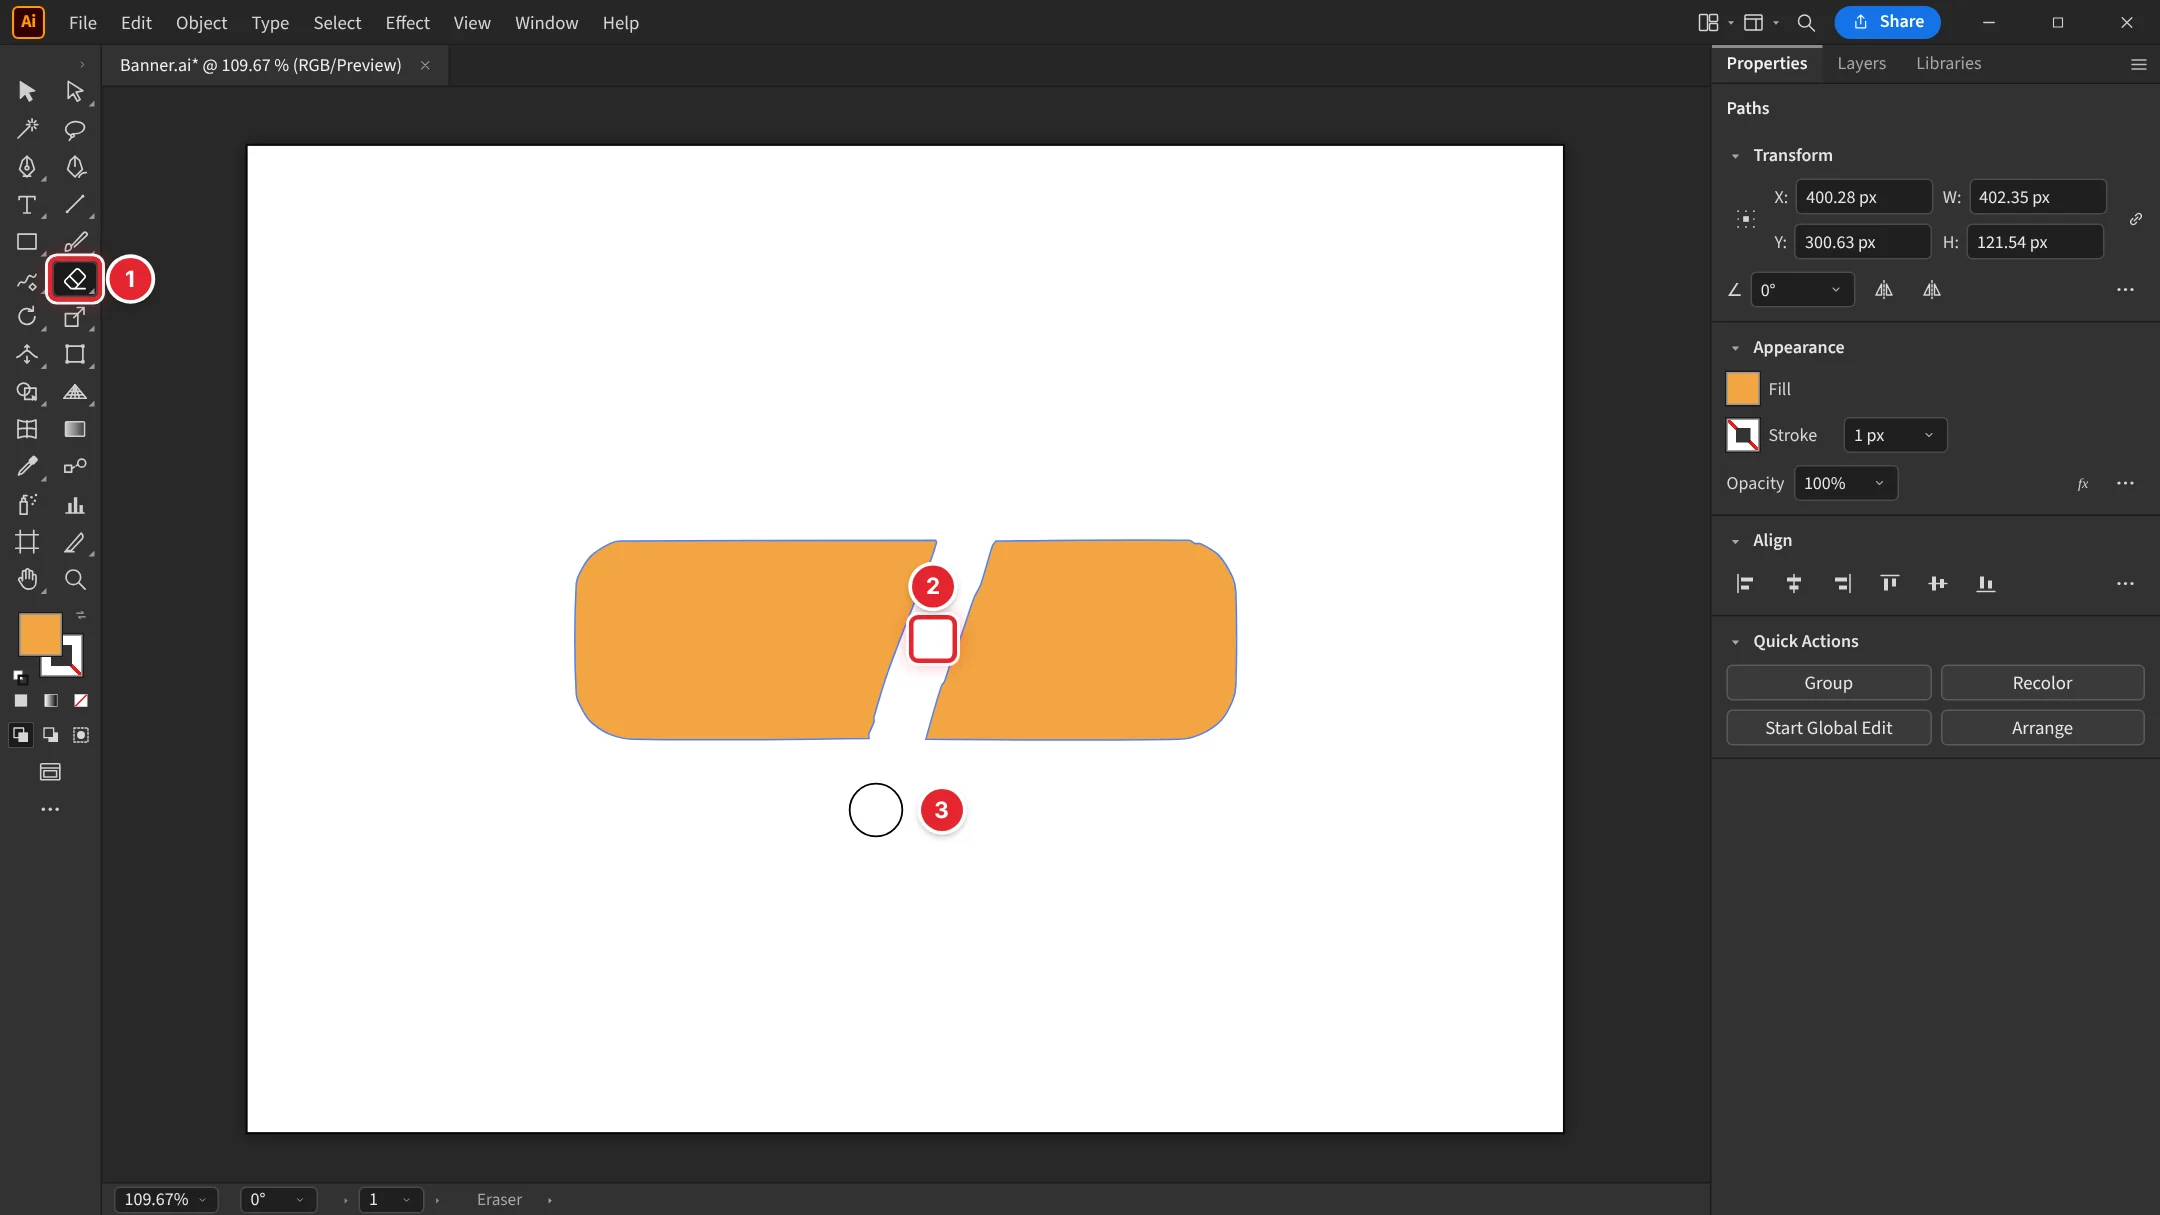 Ai File Edit Object Type Select Effect View Window Help Share
Banner.ai* @ 109.67 % (RGB/Preview)
Properties Layers Libraries
Paths
Transform
X: 400.28 px W: 402.35 px
Y: 300.63 px H: 121.54 px
0°
1
Appearance
Fill
Stroke 1 px
Opacity 100% fx
Align
2
Quick Actions
Group Recolor
Start Global Edit Arrange
3
109.67% 0° 1 Eraser